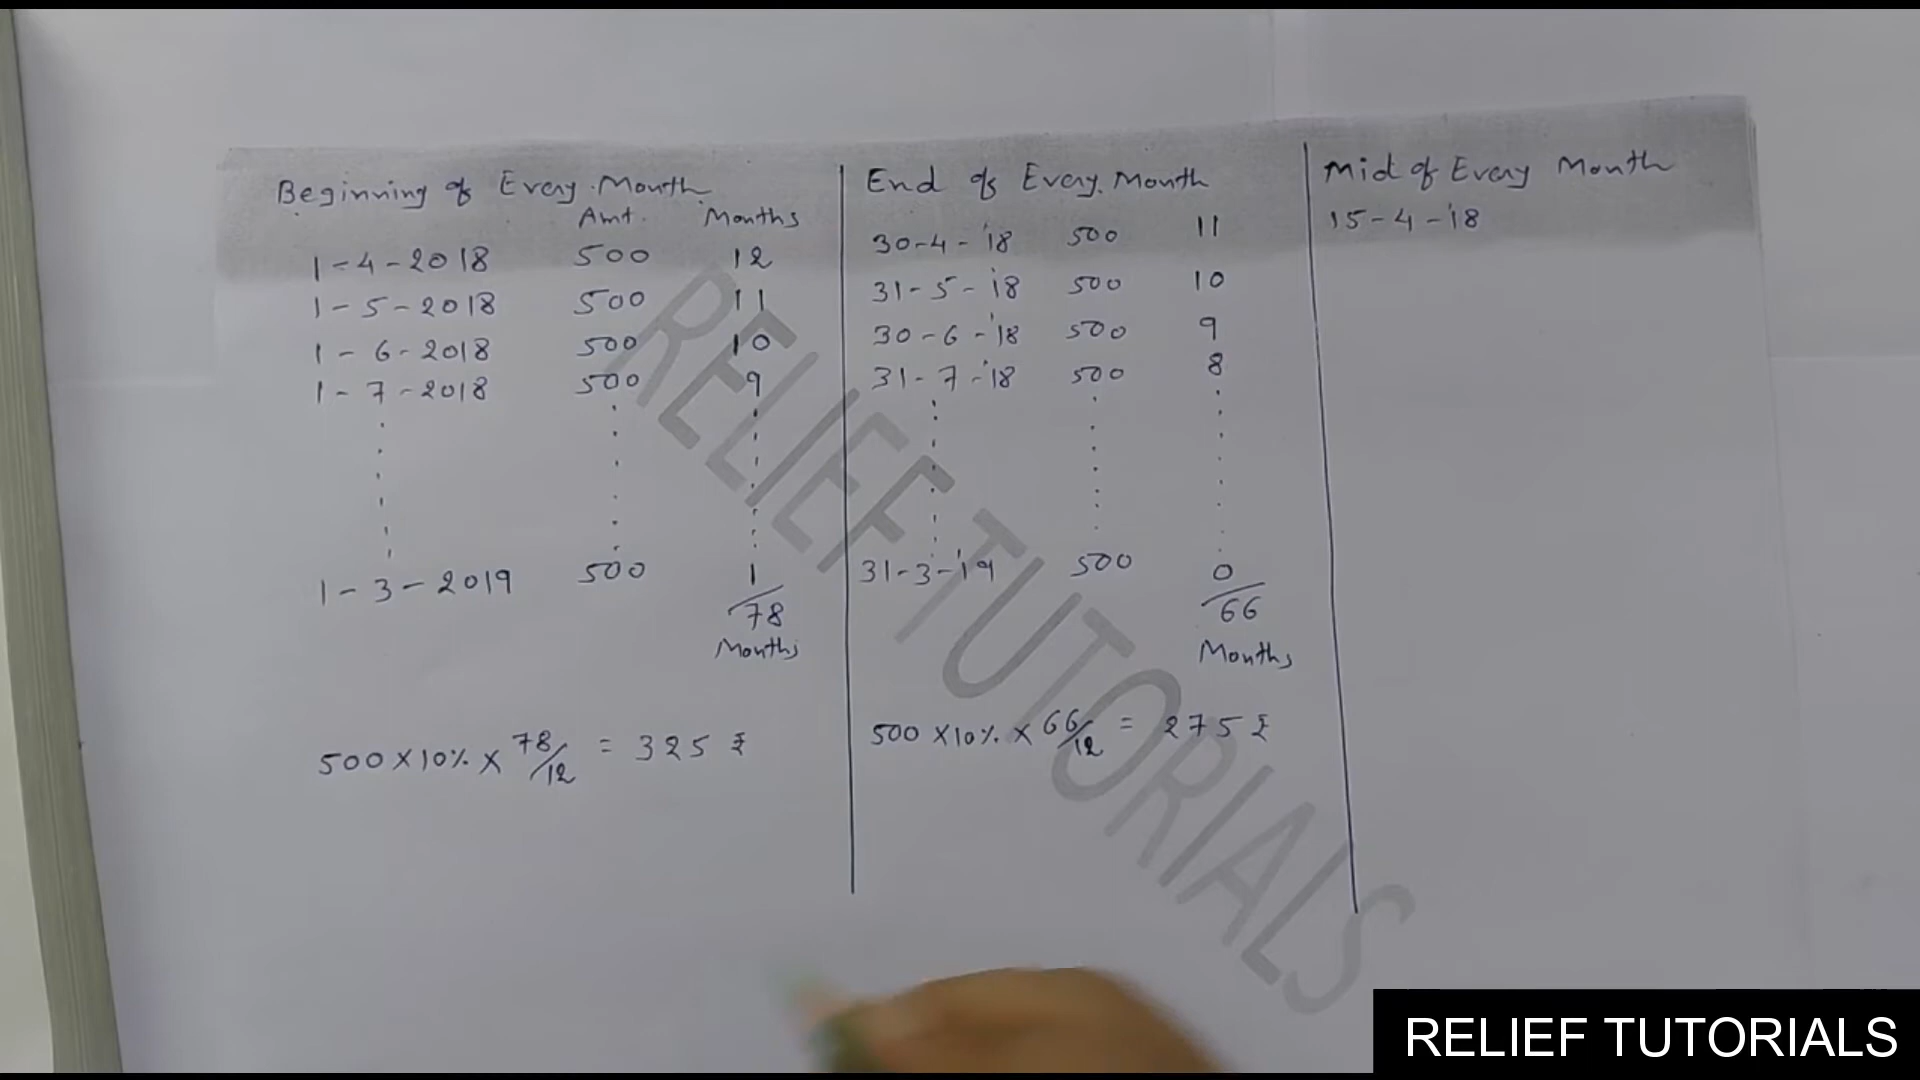 Beginning of Every Month
Amt. Months
1-4-2018 500 12
1-5-2018 500 11
1-6-2018 500 10
1-7-2018 500 9
1-3-2019 500 1
78
Months
500 × 10% × 78/12 = 325 ₹
End of Every Month
30-4-'18 500 11
31-5-'18 500 10
30-6-'18 500 9
31-7-'18 500 8
31-3-'19 500 0
66
Months
500 × 10% × 66/12 = 275 ₹
Mid of Every Month
15-4-'18
RELIEF TUTORIALS
RELIEF TUTORIALS